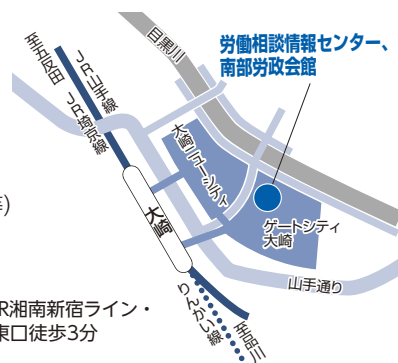 目黒川
労働相談情報センター、
南部労政会館
至五反田
JR山手線
JR埼京線
大崎ニューシティ
大崎
ゲートシティ
大崎
山手通り
りんかい線
至品川
R湘南新宿ライン・
東口徒歩3分